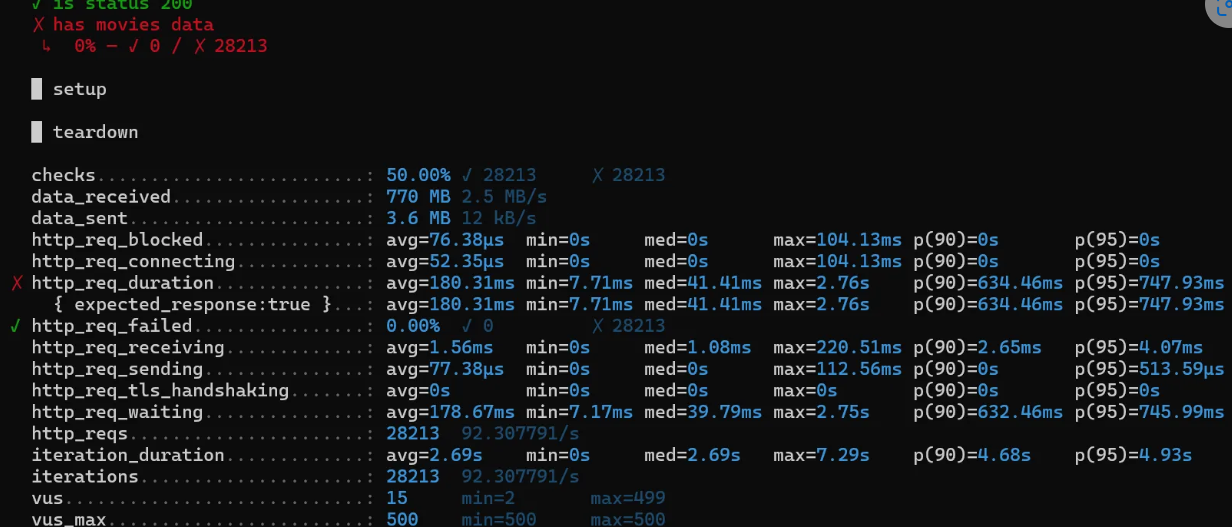 ✓ is status 200
✗ has movies data
↳ 0% — ✓ 0 / ✗ 28213
█ setup
█ teardown
checks.........................: 50.00% ✓ 28213 ✗ 28213
data_received..................: 770 MB 2.5 MB/s
data_sent......................: 3.6 MB 12 kB/s
http_req_blocked...............: avg=76.38µs min=0s med=0s max=104.13ms p(90)=0s p(95)=0s
http_req_connecting............: avg=52.35µs min=0s med=0s max=104.13ms p(90)=0s p(95)=0s
✗ http_req_duration..............: avg=180.31ms min=7.71ms med=41.41ms max=2.76s p(90)=634.46ms p(95)=747.93ms
{ expected_response:true }...: avg=180.31ms min=7.71ms med=41.41ms max=2.76s p(90)=634.46ms p(95)=747.93ms
✓ http_req_failed................: 0.00% ✓ 0 ✗ 28213
http_req_receiving.............: avg=1.56ms min=0s med=1.08ms max=220.51ms p(90)=2.65ms p(95)=4.07ms
http_req_sending...............: avg=77.38µs min=0s med=0s max=112.56ms p(90)=0s p(95)=513.59µs
http_req_tls_handshaking.......: avg=0s min=0s med=0s max=0s p(90)=0s p(95)=0s
http_req_waiting...............: avg=178.67ms min=7.17ms med=39.79ms max=2.75s p(90)=632.46ms p(95)=745.99ms
http_reqs......................: 28213 92.307791/s
iteration_duration.............: avg=2.69s min=0s med=2.69s max=7.29s p(90)=4.68s p(95)=4.93s
iterations.....................: 28213 92.307791/s
vus............................: 15 min=2 max=499
vus_max........................: 500 min=500 max=500